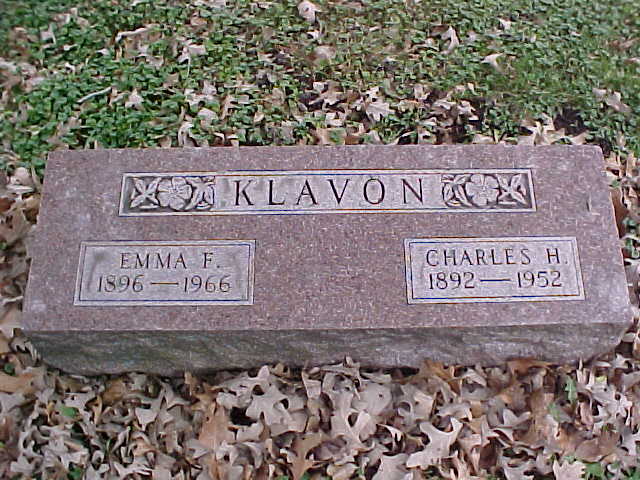 KLAVON
EMMA F.
1896 — 1966
CHARLES H.
1892 — 1952